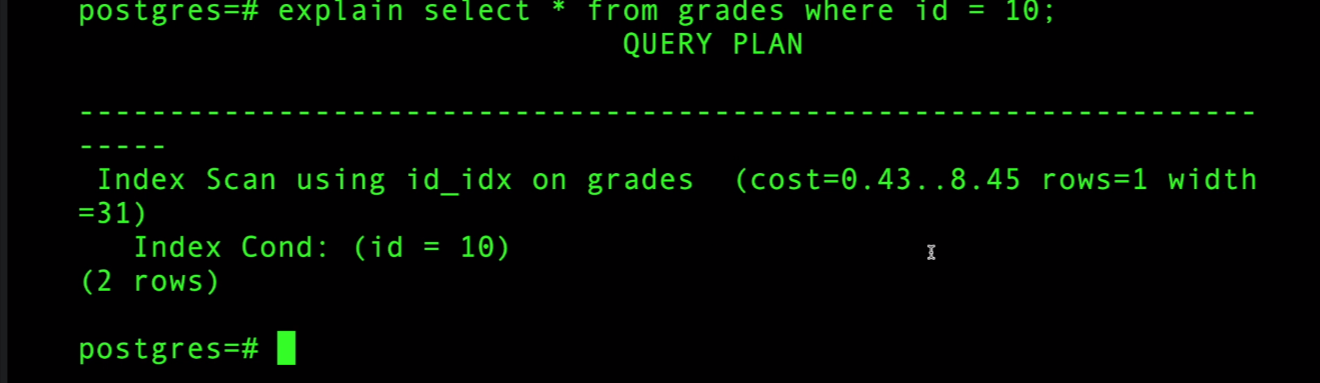 postgres=# explain select * from grades where id = 10;
QUERY PLAN
-----------------------------------------------------------------
-----
Index Scan using id_idx on grades  (cost=0.43..8.45 rows=1 width
=31)
Index Cond: (id = 10)
(2 rows)
postgres=#